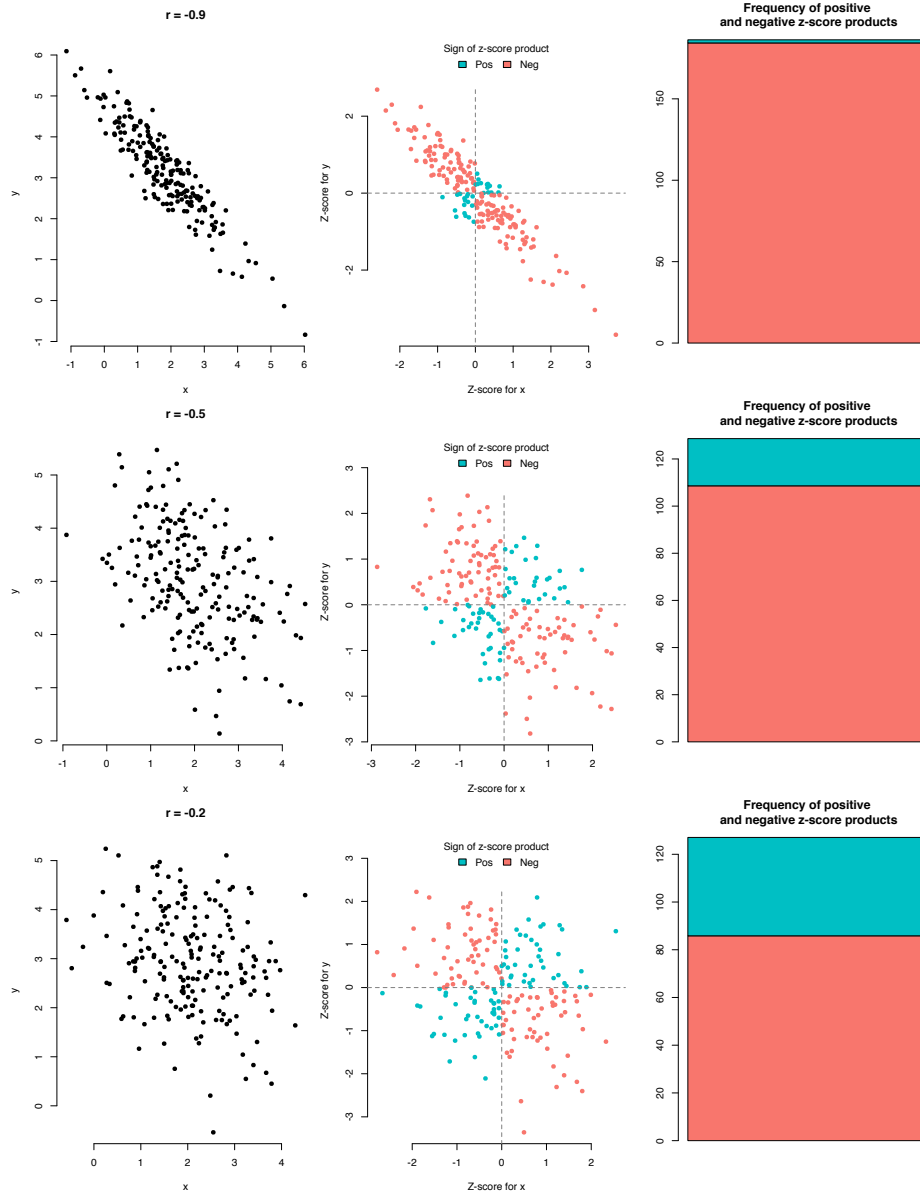 r = -0.9
y
-1 0 1 2 3 4 5 6
-1 0 1 2 3 4 5 6
x
Sign of z-score product
Pos Neg
Z-score for y
-2 0 2
-2 -1 0 1 2 3
Z-score for x
Frequency of positive
and negative z-score products
0 50 100 150
r = -0.5
y
0 1 2 3 4 5
-1 0 1 2 3 4
x
Sign of z-score product
Pos Neg
Z-score for y
-3 -2 -1 0 1 2 3
-3 -2 -1 0 1 2
Z-score for x
Frequency of positive
and negative z-score products
0 20 40 60 80 100 120
r = -0.2
y
0 1 2 3 4 5
0 1 2 3 4
x
Sign of z-score product
Pos Neg
Z-score for y
-3 -2 -1 0 1 2 3
-2 -1 0 1 2
Z-score for x
Frequency of positive
and negative z-score products
0 20 40 60 80 100 120